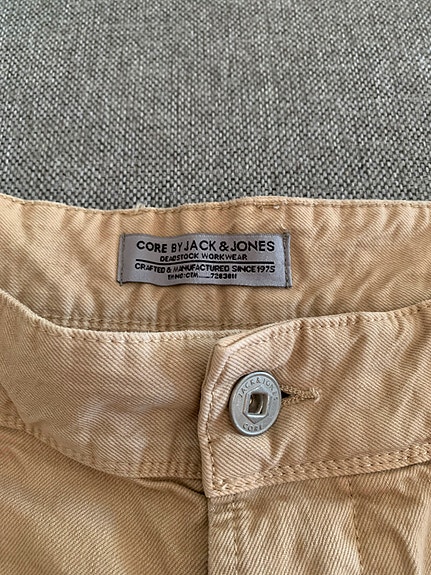 CORE BY JACK & JONES
DEADSTOCK WORKWEAR
CRAFTED & MANUFACTURED SINCE 1975
JACK & JONES
CORE